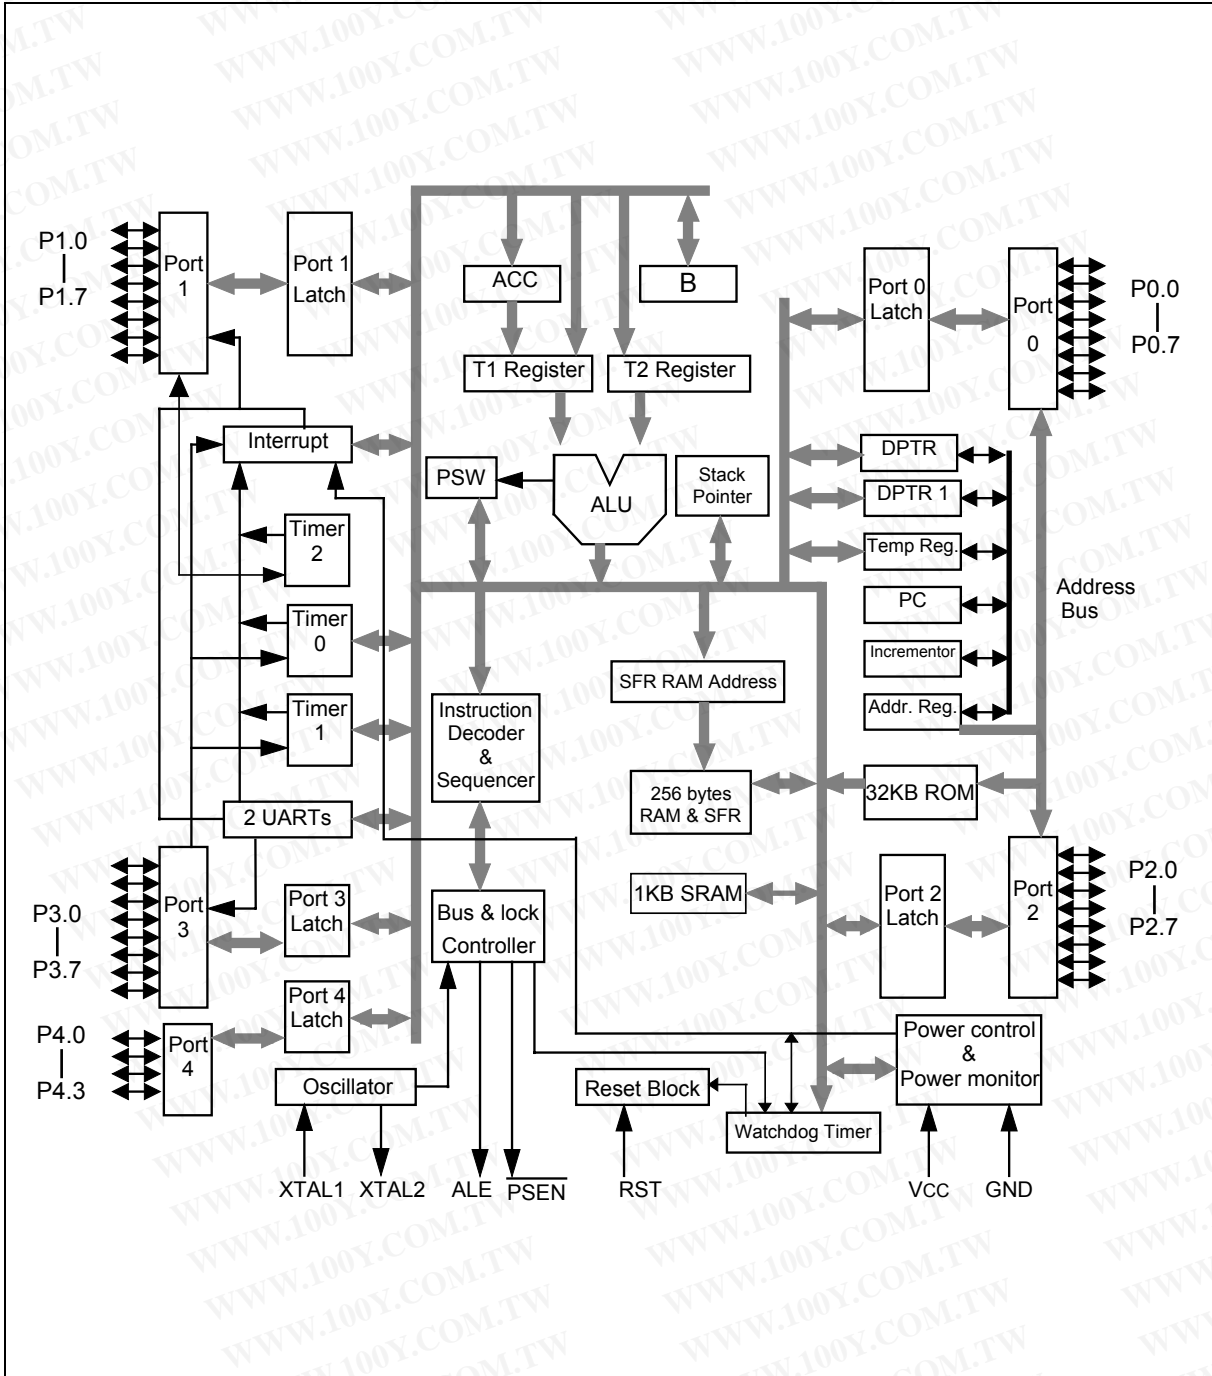 P1.0
P1.7
Port
1
Port 1
Latch
ACC
B
T1 Register
T2 Register
Port 0
Latch
Port
0
P0.0
P0.7
Interrupt
PSW
ALU
Stack
Pointer
DPTR
DPTR 1
Temp Reg.
PC
Incrementor
Addr. Reg.
Address
Bus
Timer
2
Timer
0
Timer
1
Instruction
Decoder
&
Sequencer
SFR RAM Address
256 bytes
RAM & SFR
32KB ROM
2 UARTs
1KB SRAM
P3.0
P3.7
Port
3
Port 3
Latch
Bus & lock
Controller
Port 2
Latch
Port
2
P2.0
P2.7
P4.0
P4.3
Port
4
Port 4
Latch
Oscillator
Reset Block
Watchdog Timer
Power control
&
Power monitor
XTAL1
XTAL2
ALE
PSEN
RST
VCC
GND
WWW.100Y.COM.TW